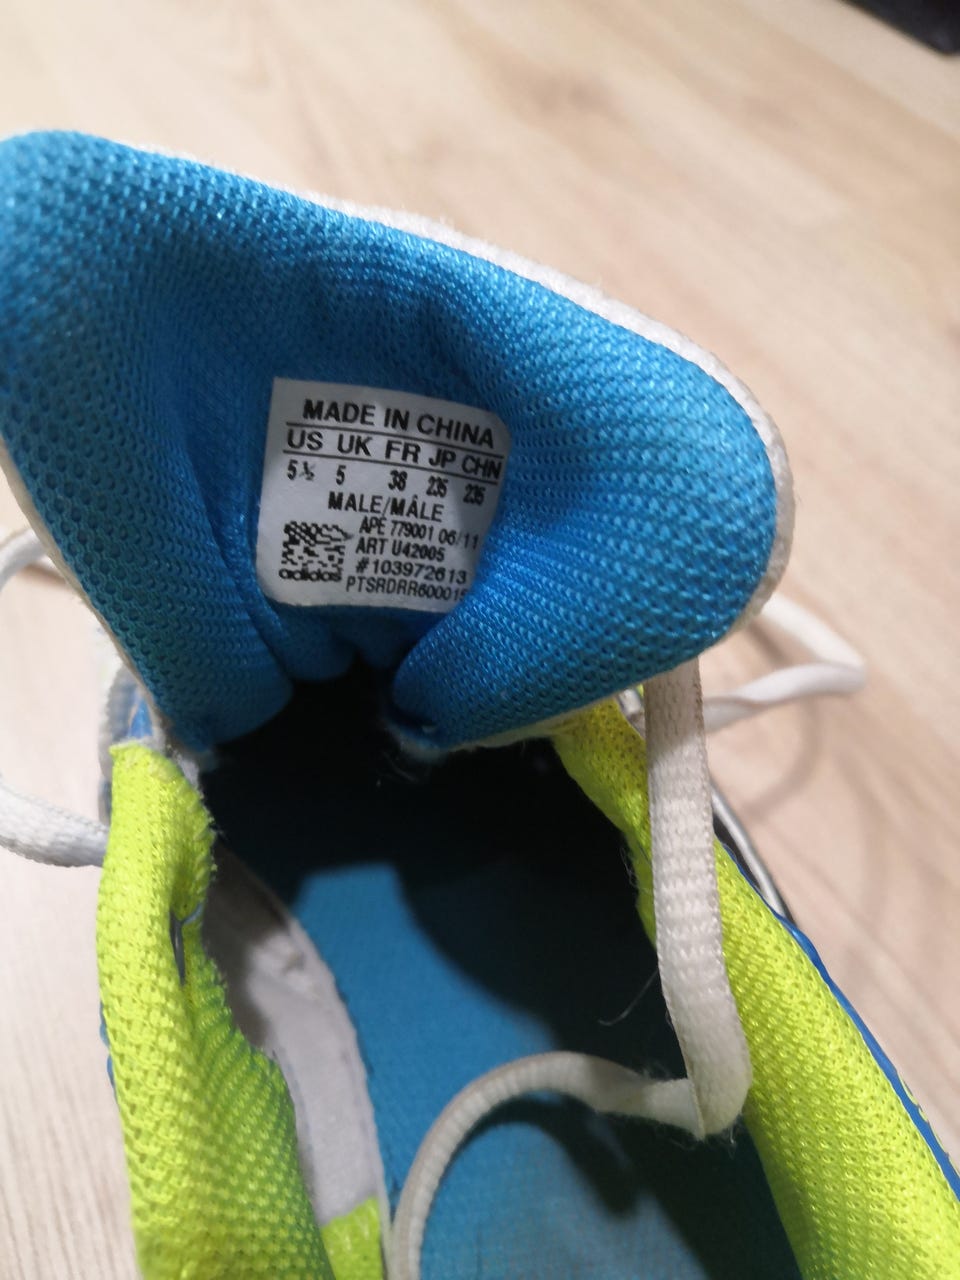 MADE IN CHINA
US UK FR JP CHN
5½ 5 38 235 235
MALE/MÂLE
APE 779001 06/11
ART U42005
#103972613
adidas PTSRDRR600015